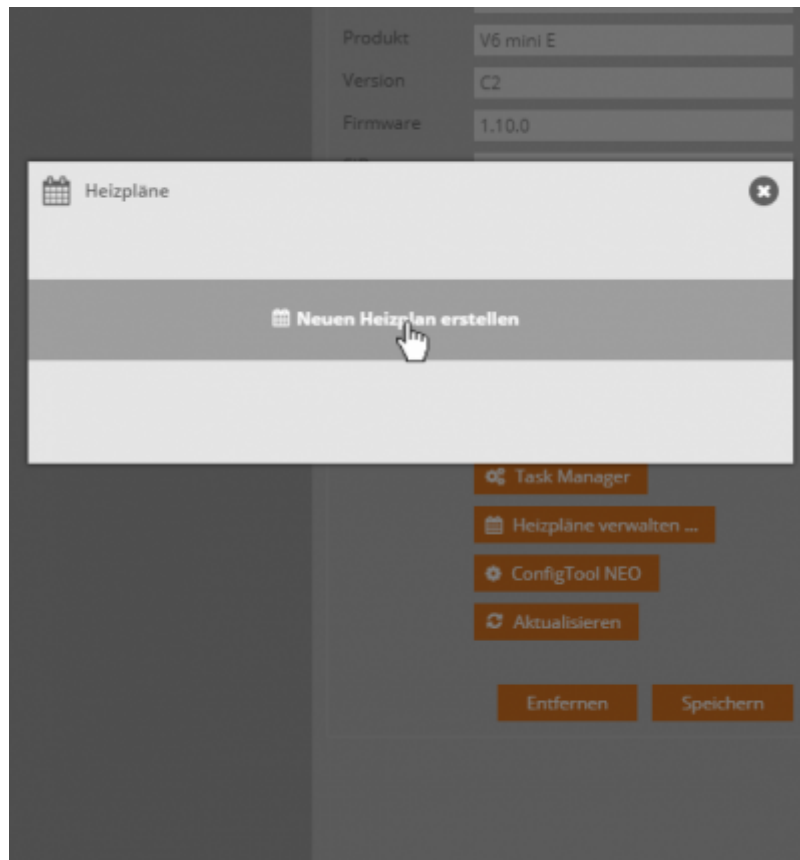 Produkt V6 mini E
Version C2
Firmware 1.10.0
Heizpläne
Neuen Heizplan erstellen
Task Manager
Heizpläne verwalten ...
ConfigTool NEO
Aktualisieren
Entfernen Speichern